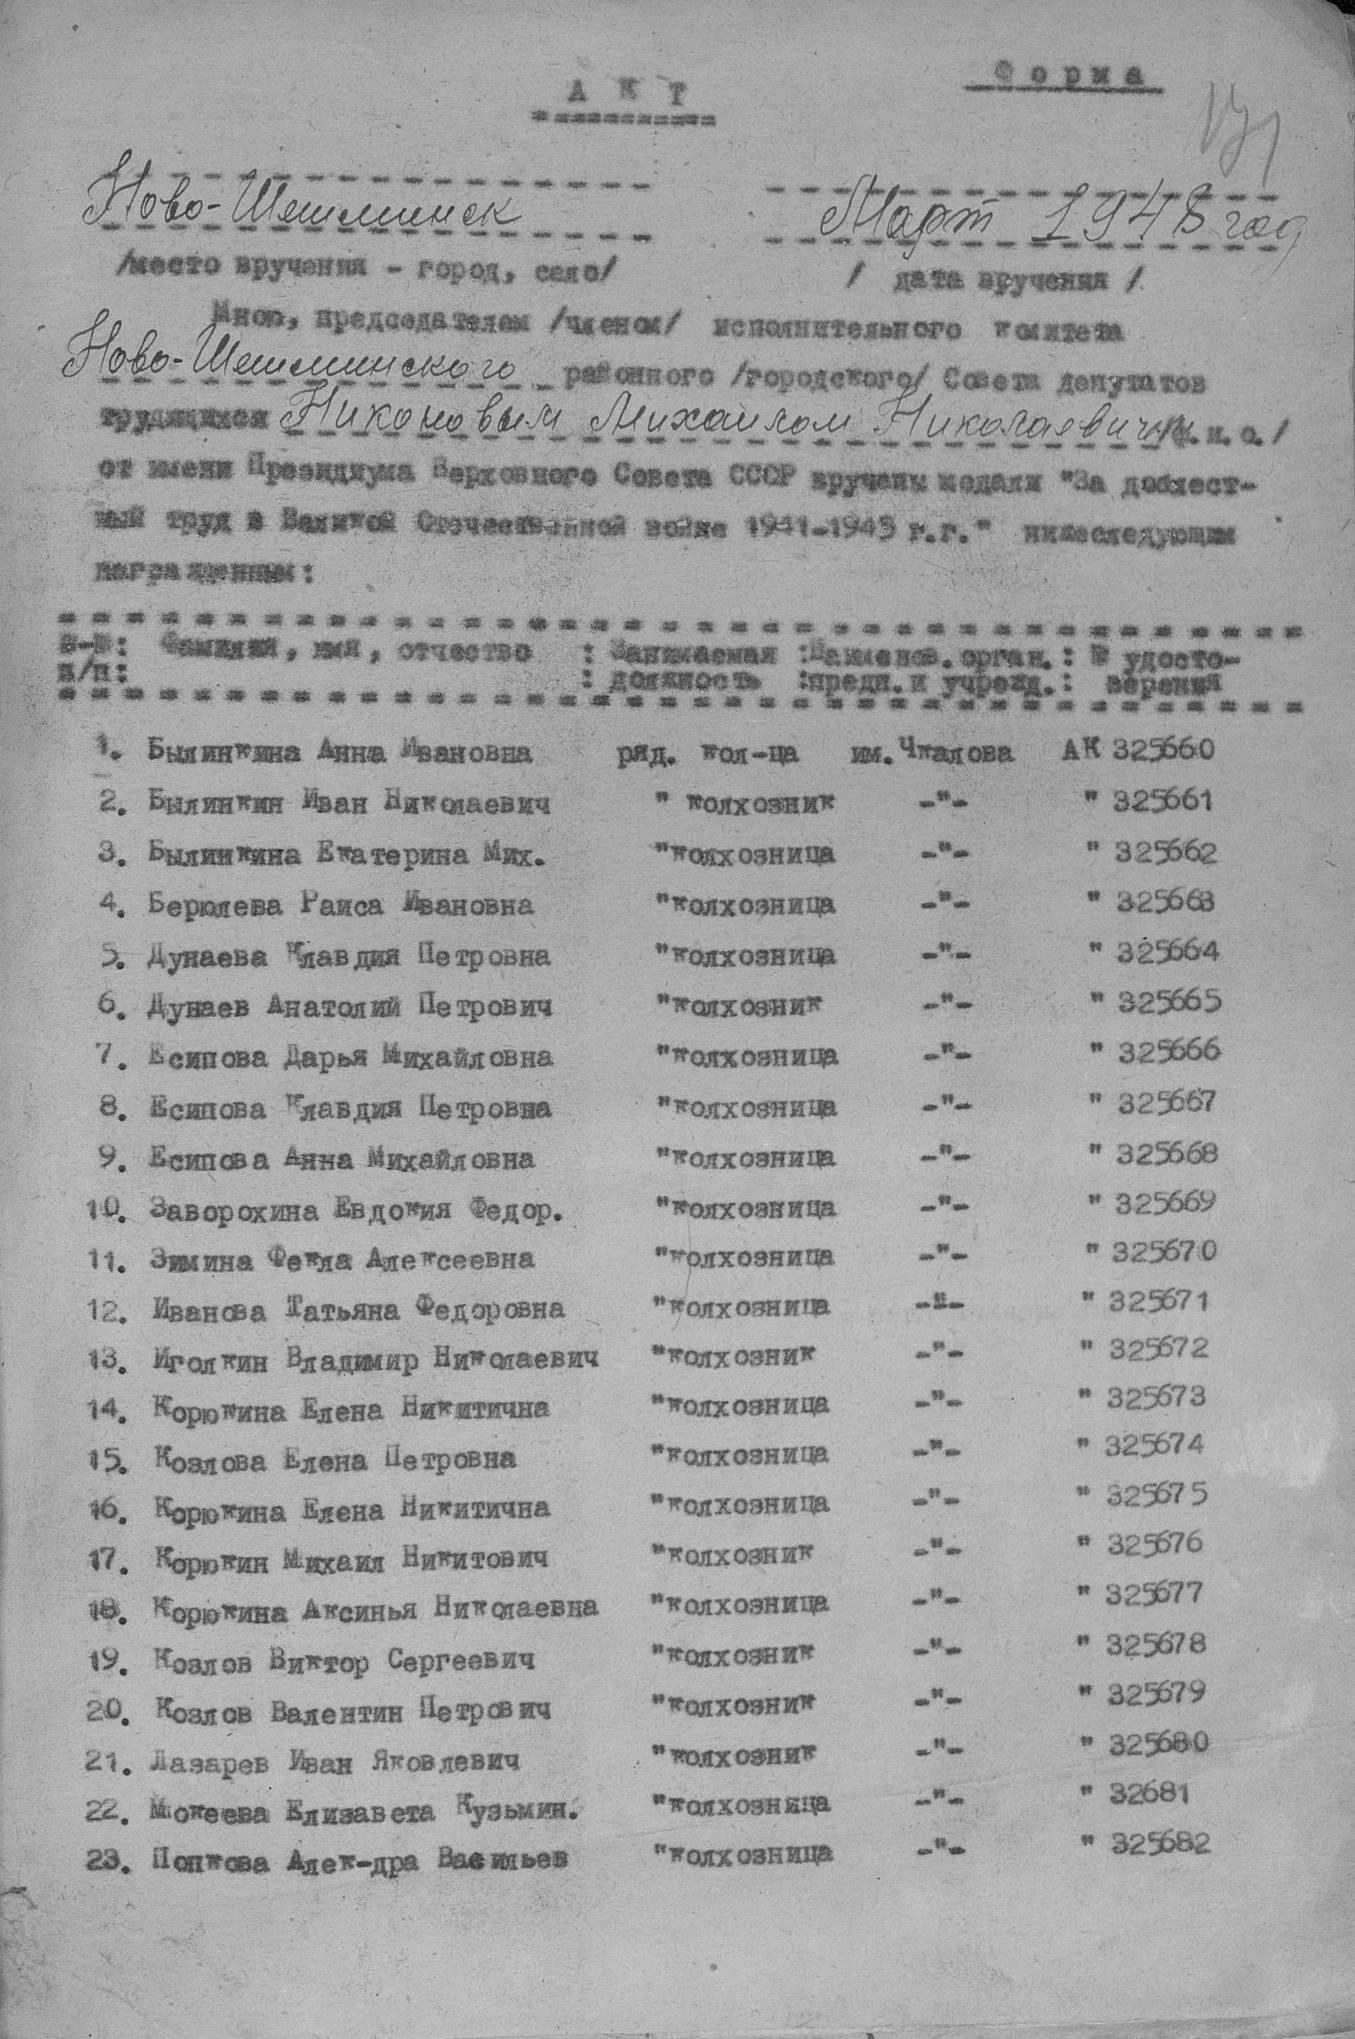 Форма
А К Т
Ново-Шешминск Март 1948 год
/место вручения - город, село/ / дата вручения /
Мною, председателем /членом/ исполнительного комитета
Ново-Шешминского районного /городского/ Совета депутатов
трудящихся Никоновым Михаилом Николаевичем /ф.и.о./
от имени Президиума Верховного Совета СССР вручены медали "За доблест-
ный труд в Великой Отечественной войне 1941-1945 г.г." нижеследующим
награжденным:
№-№: Фамилия, имя, отчество : Занимаемая :Наименов.орган.: № удосто-
п/п: : должность :предп.и учрежд.: верения
1. Былинкина Анна Ивановна ряд. кол-ца им.Чкалова АК 325660
2. Былинкин Иван Николаевич " колхозник -"- " 325661
3. Былинкина Екатерина Мих. "колхозница -"- " 325662
4. Берюлева Раиса Ивановна "колхозница -"- " 325663
5. Дунаева Клавдия Петровна "колхозница -"- " 325664
6. Дунаев Анатолий Петрович "колхозник -"- " 325665
7. Есипова Дарья Михайловна "колхозница -"- " 325666
8. Есипова Клавдия Петровна "колхозница -"- " 325667
9. Есипова Анна Михайловна "колхозница -"- " 325668
10. Заворохина Евдокия Федор. "колхозница -"- " 325669
11. Зимина Фекла Алексеевна "колхозница -"- " 325670
12. Иванова Татьяна Федоровна "колхозница -"- " 325671
13. Иголкин Владимир Николаевич "колхозник -"- " 325672
14. Корюкина Елена Никитична "колхозница -"- " 325673
15. Козлова Елена Петровна "колхозница -"- " 325674
16. Корюкина Елена Никитична "колхозница -"- " 325675
17. Корюкин Михаил Никитович "колхозник -"- " 325676
18. Корюкина Аксинья Николаевна "колхозница -"- " 325677
19. Козлов Виктор Сергеевич "колхозник -"- " 325678
20. Козлов Валентин Петрович "колхозник -"- " 325679
21. Лазарев Иван Яковлевич "колхозник -"- " 325680
22. Мокеева Елизавета Кузьмин. "колхозница -"- " 32681
23. Попкова Алек-дра Васильев "колхозница -"- " 325682